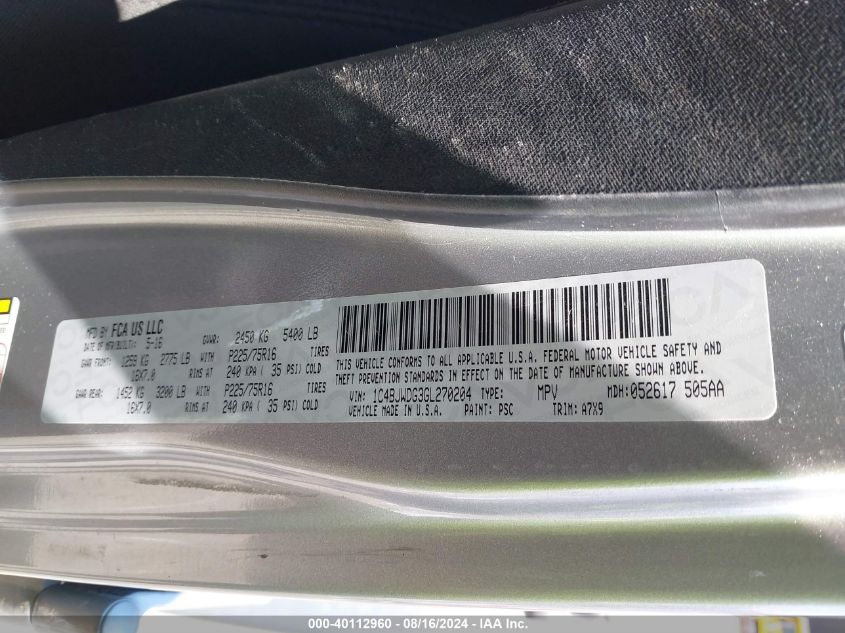 MFD BY FCA US LLC
DATE OF MFR/BUILT: 5-16 GVWR: 2450 KG 5400 LB
GAWR FRONT: 1259 KG 2775 LB WITH P225/75R16 TIRES
16X7.0 RIMS AT 240 KPA ( 35 PSI) COLD
GAWR REAR: 1452 KG 3200 LB WITH P225/75R16 TIRES
16X7.0 RIMS AT 240 KPA ( 35 PSI) COLD
THIS VEHICLE CONFORMS TO ALL APPLICABLE U.S.A. FEDERAL MOTOR VEHICLE SAFETY AND
THEFT PREVENTION STANDARDS IN EFFECT ON THE DATE OF MANUFACTURE SHOWN ABOVE.
VIN: 1C4BJWDG3GL270204 TYPE: MPV MDH: 052617 505AA
MADE IN U.S.A. PAINT: PSC TRIM: A7X9
000-40112960 - 08/16/2024 - IAA Inc.